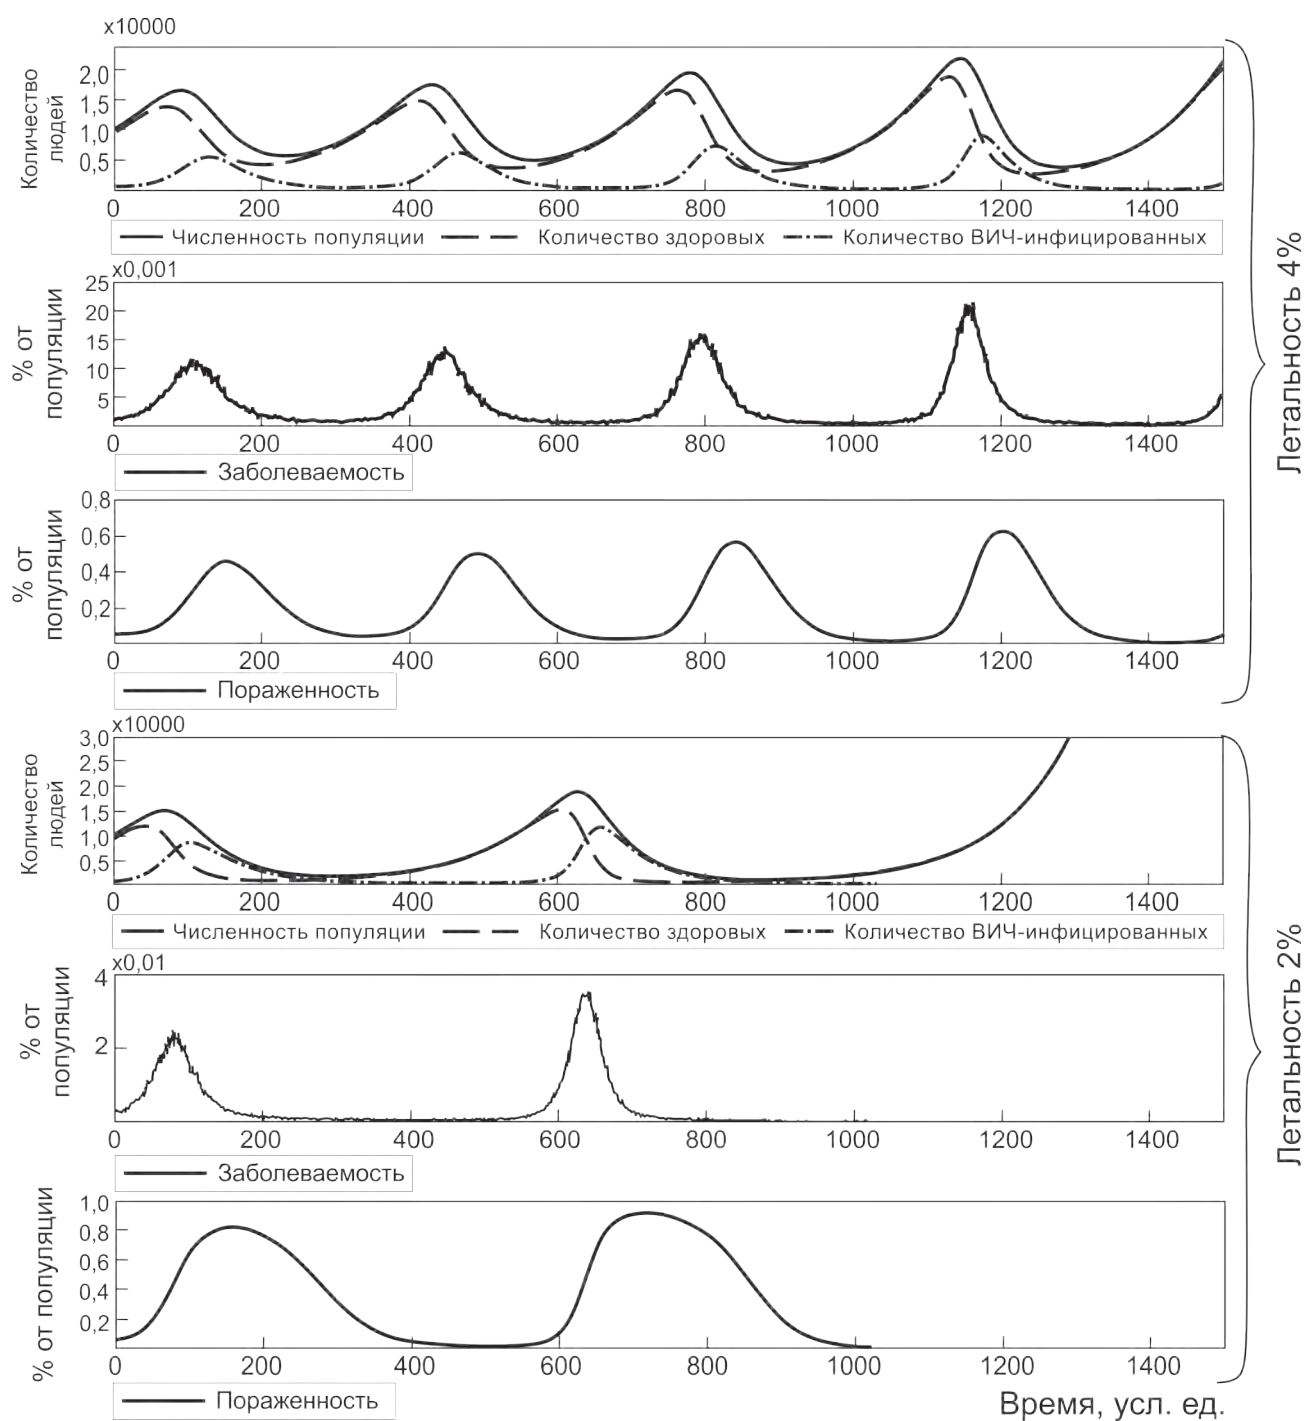 x10000
Количество
людей
2,0
1,5
1,0
0,5
0 200 400 600 800 1000 1200 1400
Численность популяции Количество здоровых Количество ВИЧ-инфицированных
x0,001
% от
популяции
25
20
15
10
5
0 200 400 600 800 1000 1200 1400
Заболеваемость
% от
популяции
0,8
0,6
0,4
0,2
0 200 400 600 800 1000 1200 1400
Пораженность
Летальность 4%
x10000
Количество
людей
3,0
2,5
2,0
1,5
1,0
0,5
0 200 400 600 800 1000 1200 1400
Численность популяции Количество здоровых Количество ВИЧ-инфицированных
x0,01
% от
популяции
4
2
0 200 400 600 800 1000 1200 1400
Заболеваемость
% от популяции
1,0
0,8
0,6
0,4
0,2
0 200 400 600 800 1000 1200 1400
Пораженность
Время, усл. ед.
Летальность 2%